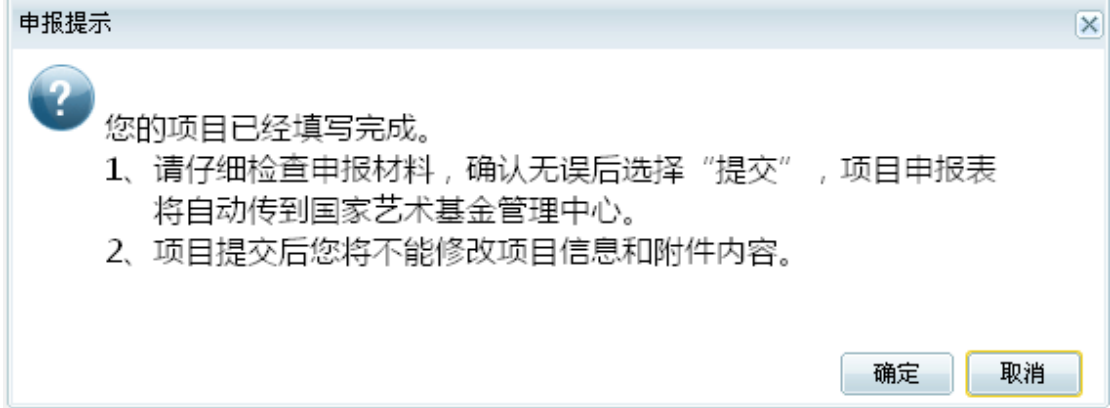 申报提示
您的项目已经填写完成。
1、请仔细检查申报材料，确认无误后选择“提交”，项目申报表
将自动传到国家艺术基金管理中心。
2、项目提交后您将不能修改项目信息和附件内容。
确定 取消